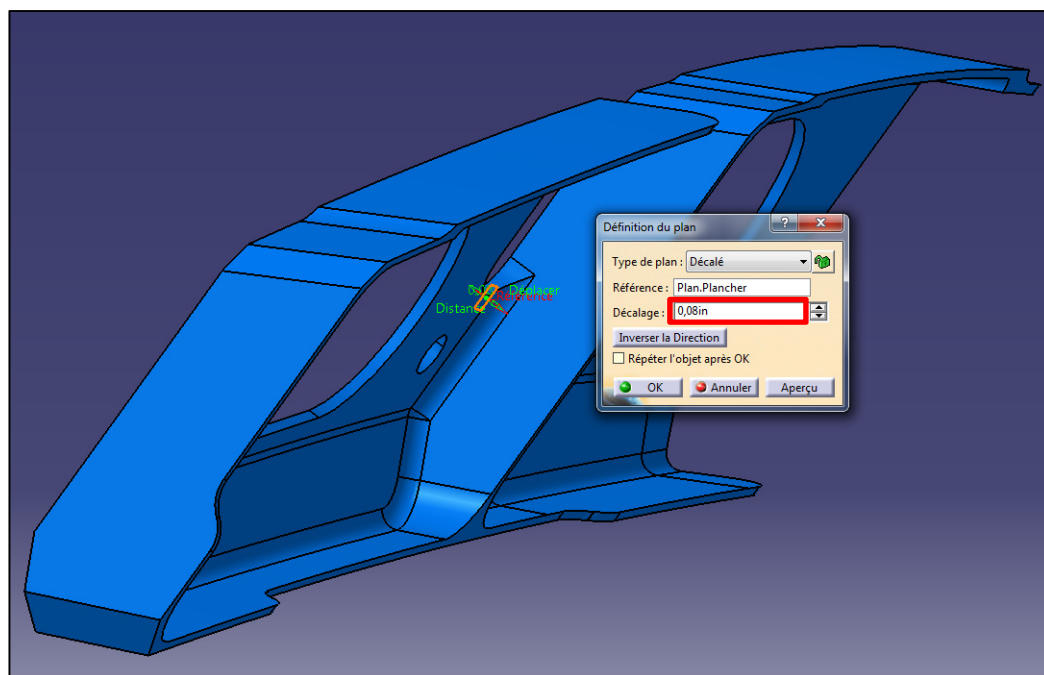 Définition du plan
?
Type de plan : Décalé
Référence : Plan.Plancher
Décalage : 0,08in
Inverser la Direction
Répéter l'objet après OK
OK Annuler Aperçu
Déplacer
Distance